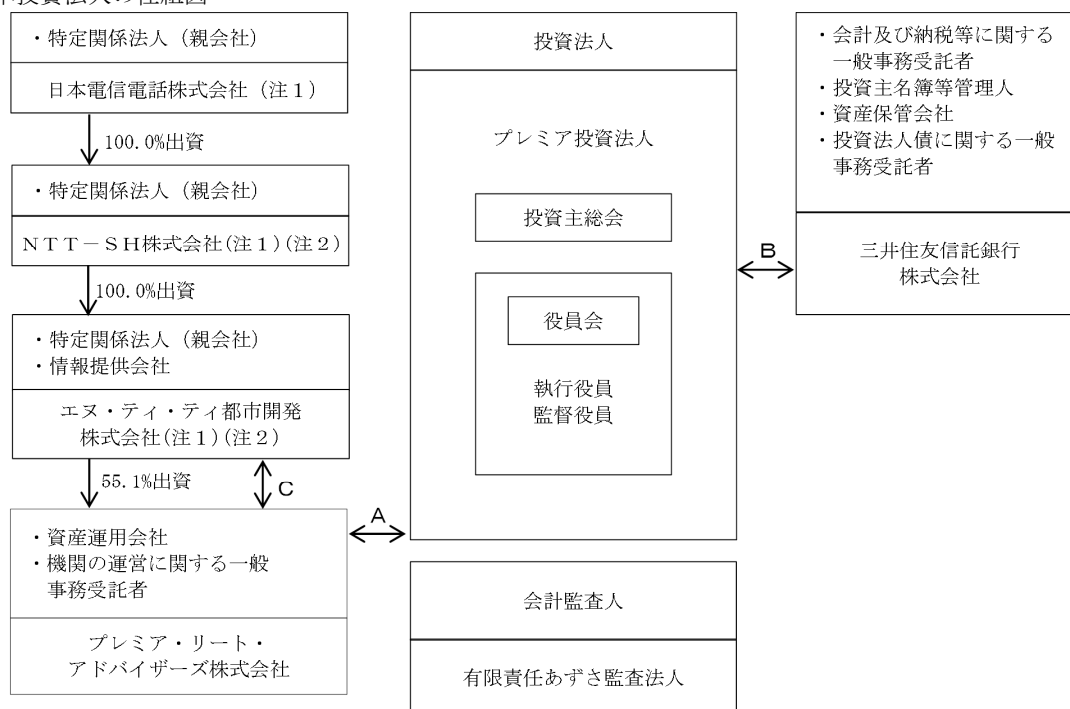 ・特定関係法人（親会社）
日本電信電話株式会社（注１）
100.0%出資
・特定関係法人（親会社）
ＮＴＴ－ＳＨ株式会社(注１)(注２)
100.0%出資
・特定関係法人（親会社）
・情報提供会社
エヌ・ティ・ティ都市開発
株式会社(注１)(注２)
55.1%出資
C
・資産運用会社
・機関の運営に関する一般
事務受託者
プレミア・リート・
アドバイザーズ株式会社
A
投資法人
プレミア投資法人
投資主総会
役員会
執行役員
監督役員
会計監査人
有限責任あずさ監査法人
B
・会計及び納税等に関する
一般事務受託者
・投資主名簿等管理人
・資産保管会社
・投資法人債に関する一般
事務受託者
三井住友信託銀行
株式会社